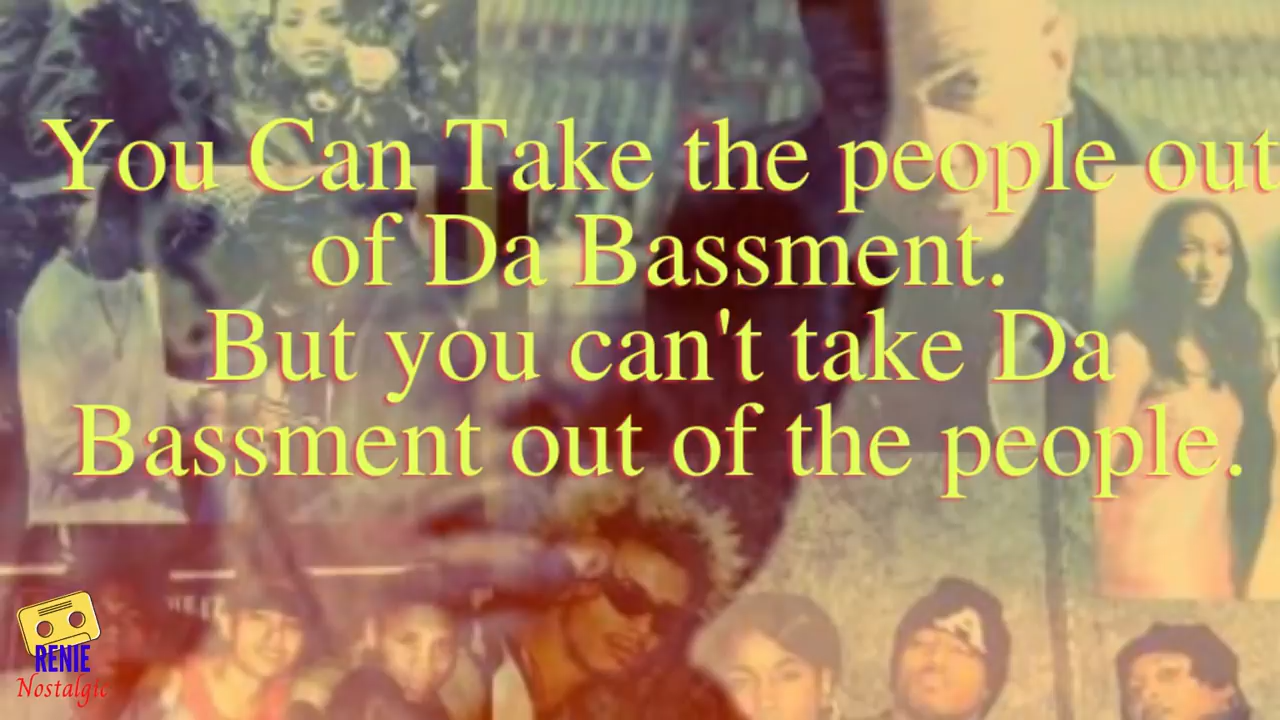 You Can Take the people out
of Da Bassment.
But you can't take Da
Bassment out of the people.
RENIE
Nostalgic